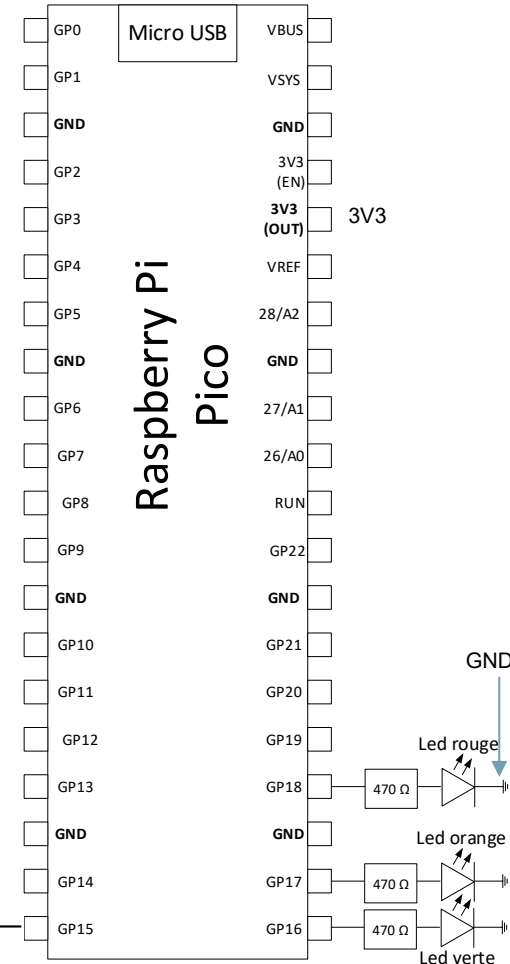 Micro USB
GP0
VBUS
GP1
VSYS
GND
GND
GP2
3V3
(EN)
GP3
3V3
(OUT)
3V3
GP4
VREF
GP5
28/A2
GND
GND
GP6
27/A1
GP7
26/A0
GP8
RUN
GP9
GP22
GND
GND
GP10
GP21
GP11
GP20
GP12
GP19
GP13
GP18
GND
GND
GP14
GP17
GP15
GP16
Raspberry Pi
Pico
GND
Led rouge
470 Ω
Led orange
470 Ω
470 Ω
Led verte